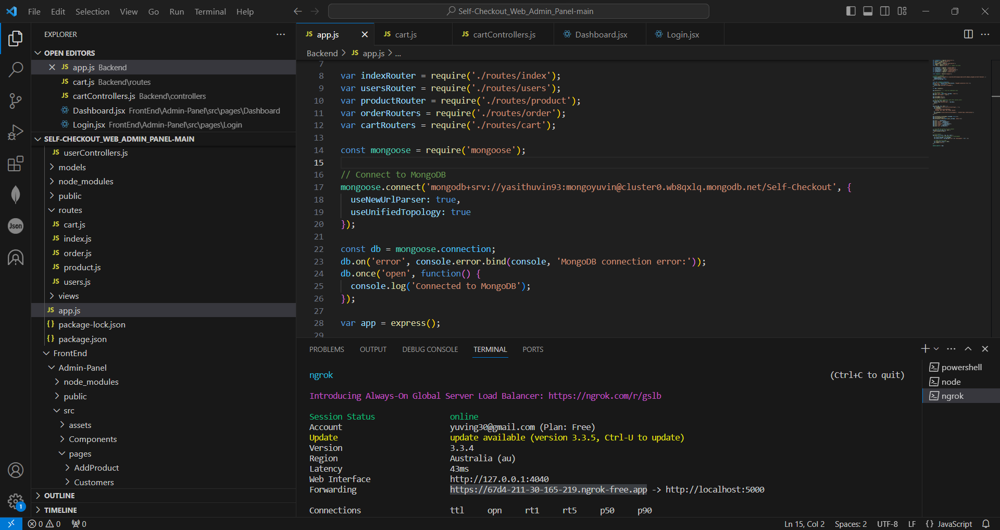 File Edit Selection View Go Run Terminal Help
Self-Checkout_Web_Admin_Panel-main
EXPLORER
OPEN EDITORS
JS app.js Backend
JS cart.js Backend\routes
JS cartControllers.js Backend\controllers
Dashboard.jsx FrontEnd\Admin-Panel\src\pages\Dashboard
Login.jsx FrontEnd\Admin-Panel\src\pages\Login
SELF-CHECKOUT_WEB_ADMIN_PANEL-MAIN
JS userControllers.js
models
node_modules
public
routes
JS cart.js
JS index.js
JS order.js
JS product.js
JS users.js
views
JS app.js
{} package-lock.json
{} package.json
FrontEnd
Admin-Panel
node_modules
public
src
assets
Components
pages
AddProduct
Customers
OUTLINE
TIMELINE
Json
1
JS app.js
JS cart.js
JS cartControllers.js
Dashboard.jsx
Login.jsx
Backend > JS app.js > ...
7
8 var indexRouter = require('./routes/index');
9 var usersRouter = require('./routes/users');
10 var productRouter = require('./routes/product');
11 var orderRouters = require('./routes/order');
12 var cartRouters = require('./routes/cart');
13
14 const mongoose = require('mongoose');
15
16 // Connect to MongoDB
17 mongoose.connect('mongodb+srv://yasithuvin93:mongoyuvin@cluster0.wb8qxlq.mongodb.net/Self-Checkout', {
18 useNewUrlParser: true,
19 useUnifiedTopology: true
20 });
21
22 const db = mongoose.connection;
23 db.on('error', console.error.bind(console, 'MongoDB connection error:'));
24 db.once('open', function() {
25 console.log('Connected to MongoDB');
26 });
27
28 var app = express();
29
PROBLEMS OUTPUT DEBUG CONSOLE TERMINAL PORTS
ngrok (Ctrl+C to quit)
Introducing Always-On Global Server Load Balancer: https://ngrok.com/r/gslb
Session Status online
Account yuving30@gmail.com (Plan: Free)
Update update available (version 3.3.5, Ctrl-U to update)
Version 3.3.4
Region Australia (au)
Latency 43ms
Web Interface http://127.0.0.1:4040
Forwarding https://67d4-211-30-165-219.ngrok-free.app -> http://localhost:5000
Connections ttl opn rt1 rt5 p50 p90
powershell
node
ngrok
0 0 0
Ln 15, Col 2 Spaces: 2 UTF-8 LF {} JavaScript